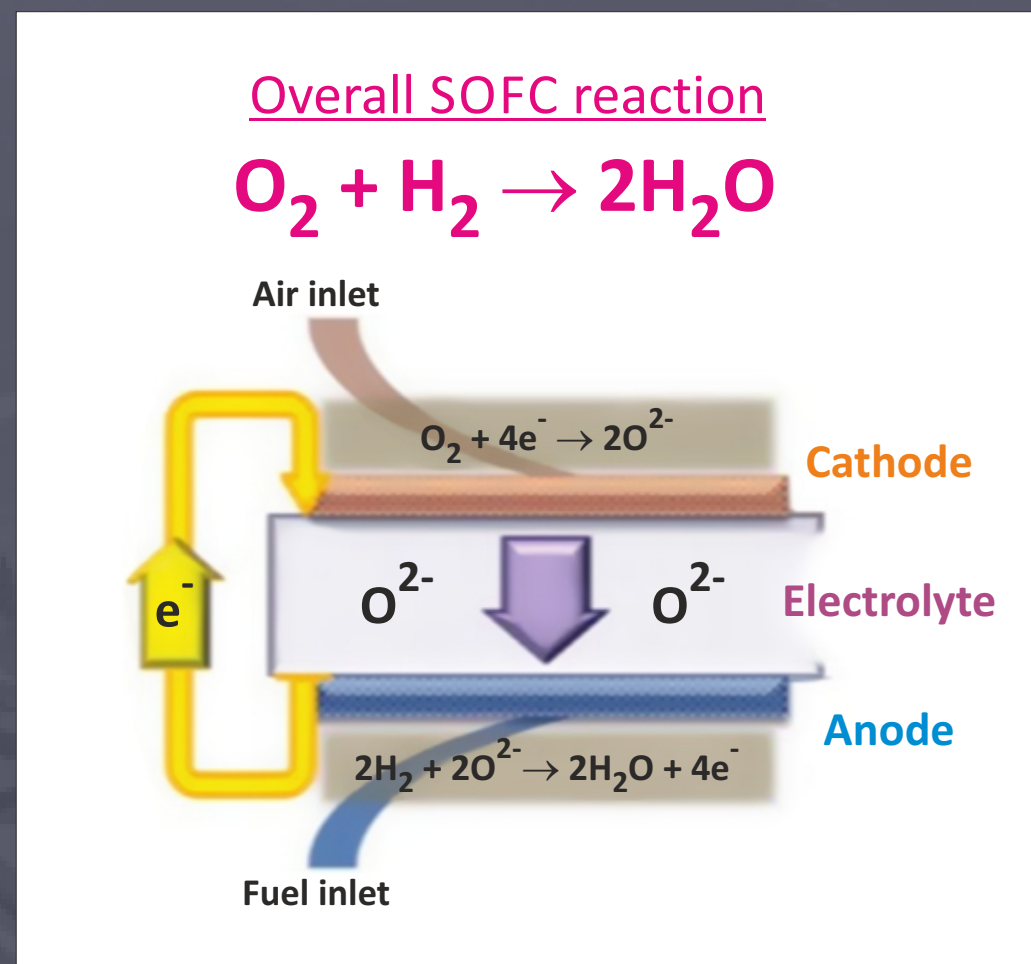 Overall SOFC reaction
O₂ + H₂ → 2H₂O
Air inlet
O₂ + 4e⁻ → 2O²⁻
Cathode
e⁻
O²⁻
O²⁻
Electrolyte
Anode
2H₂ + 2O²⁻ → 2H₂O + 4e⁻
Fuel inlet